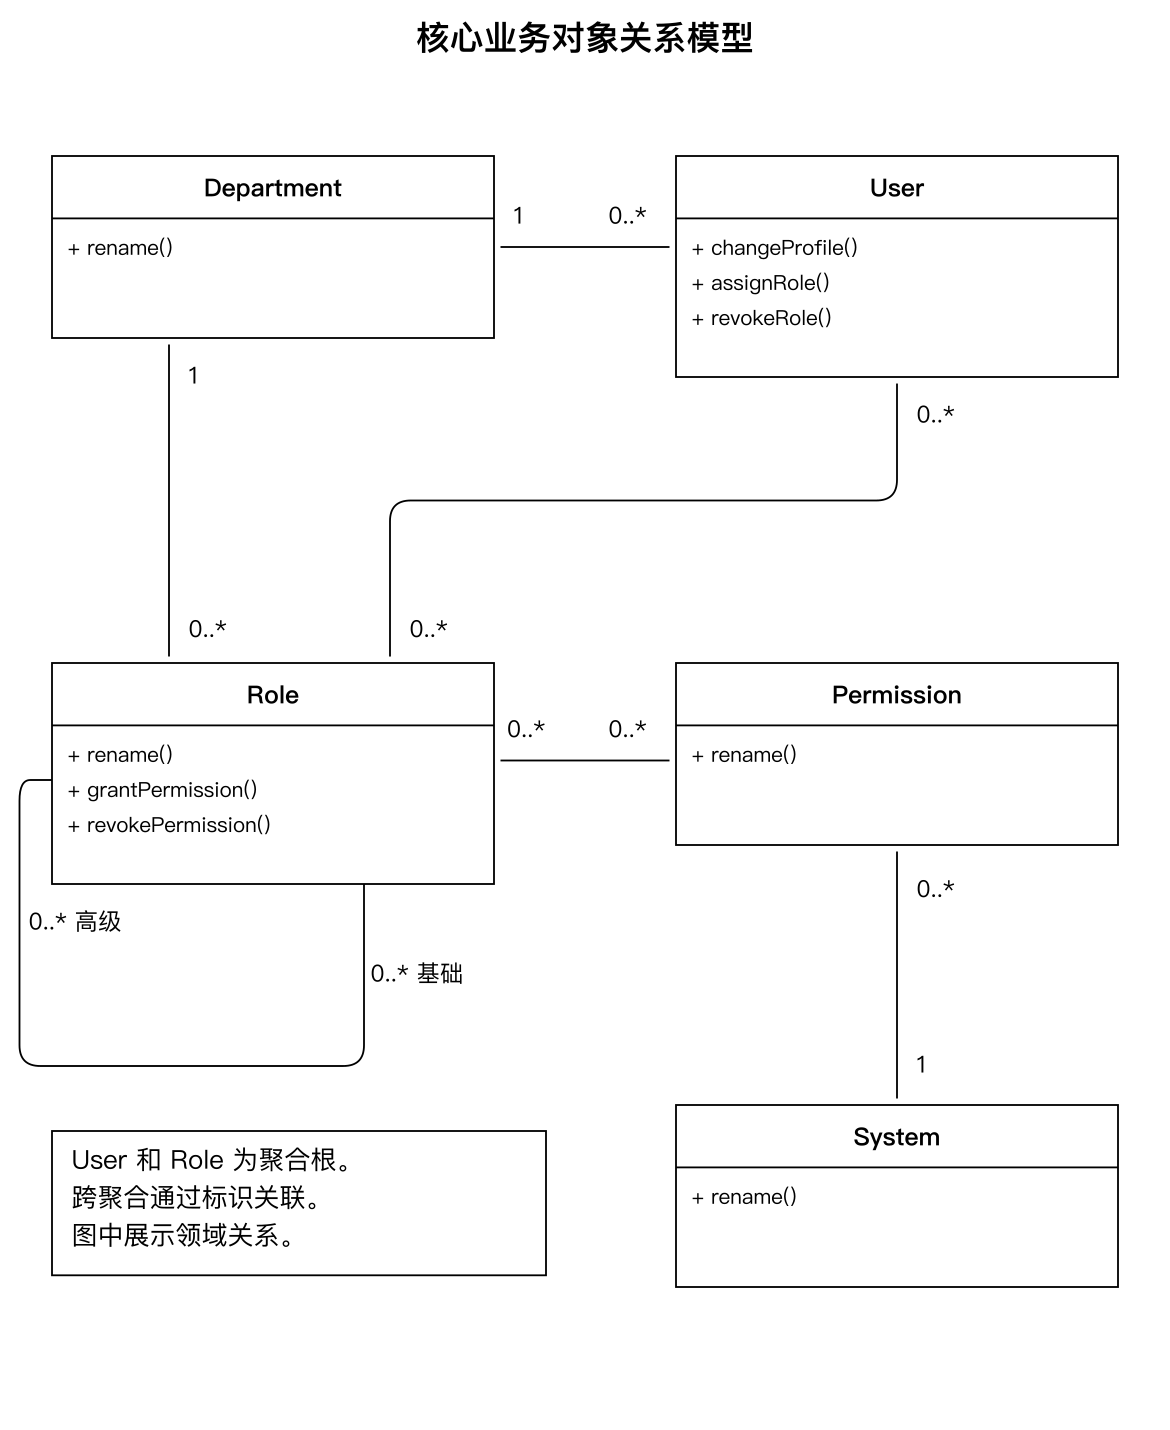 核心业务对象关系模型
Department
+ rename()
1
0..*
User
+ changeProfile()
+ assignRole()
+ revokeRole()
1
0..*
0..*
0..*
Role
+ rename()
+ grantPermission()
+ revokePermission()
0..*
0..*
Permission
+ rename()
0..* 高级
0..* 基础
0..*
1
System
+ rename()
User 和 Role 为聚合根。
跨聚合通过标识关联。
图中展示领域关系。